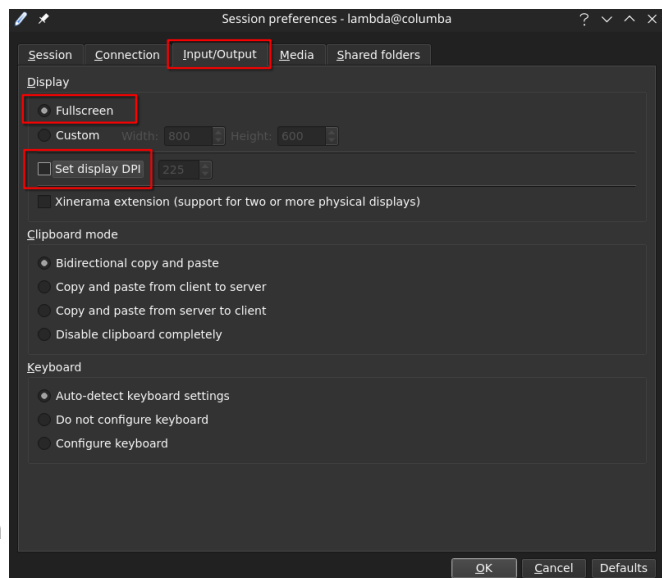 Session preferences - lambda@columba
Session Connection Input/Output Media Shared folders
Display
Fullscreen
Custom Width: 800 Height: 600
Set display DPI 225
Xinerama extension (support for two or more physical displays)
Clipboard mode
Bidirectional copy and paste
Copy and paste from client to server
Copy and paste from server to client
Disable clipboard completely
Keyboard
Auto-detect keyboard settings
Do not configure keyboard
Configure keyboard
OK Cancel Defaults